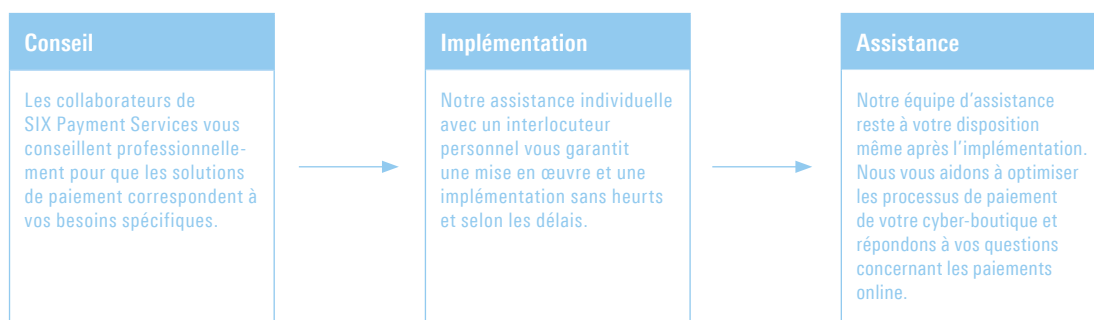 Conseil
Les collaborateurs de
SIX Payment Services vous
conseillent professionnelle-
ment pour que les solutions
de paiement correspondent à
vos besoins spécifiques.
Implémentation
Notre assistance individuelle
avec un interlocuteur
personnel vous garantit
une mise en œuvre et une
implémentation sans heurts
et selon les délais.
Assistance
Notre équipe d’assistance
reste à votre disposition
même après l’implémentation.
Nous vous aidons à optimiser
les processus de paiement
de votre cyber-boutique et
répondons à vos questions
concernant les paiements
online.